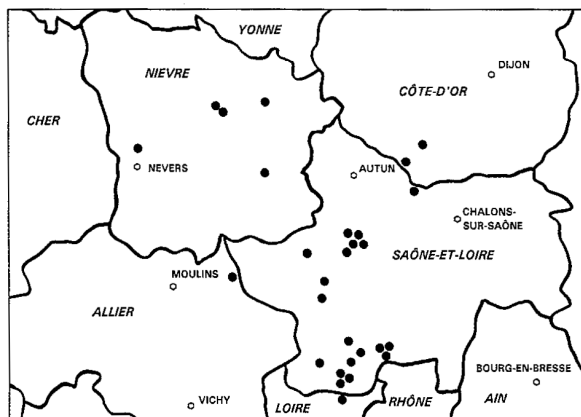 YONNE
NIEVRE
DIJON
CÔTE-D'OR
CHER
NEVERS
AUTUN
CHALONS-
SUR-SAÔNE
SAÔNE-ET-LOIRE
MOULINS
ALLIER
BOURG-EN-BRESSE
VICHY
LOIRE
RHÔNE
AIN